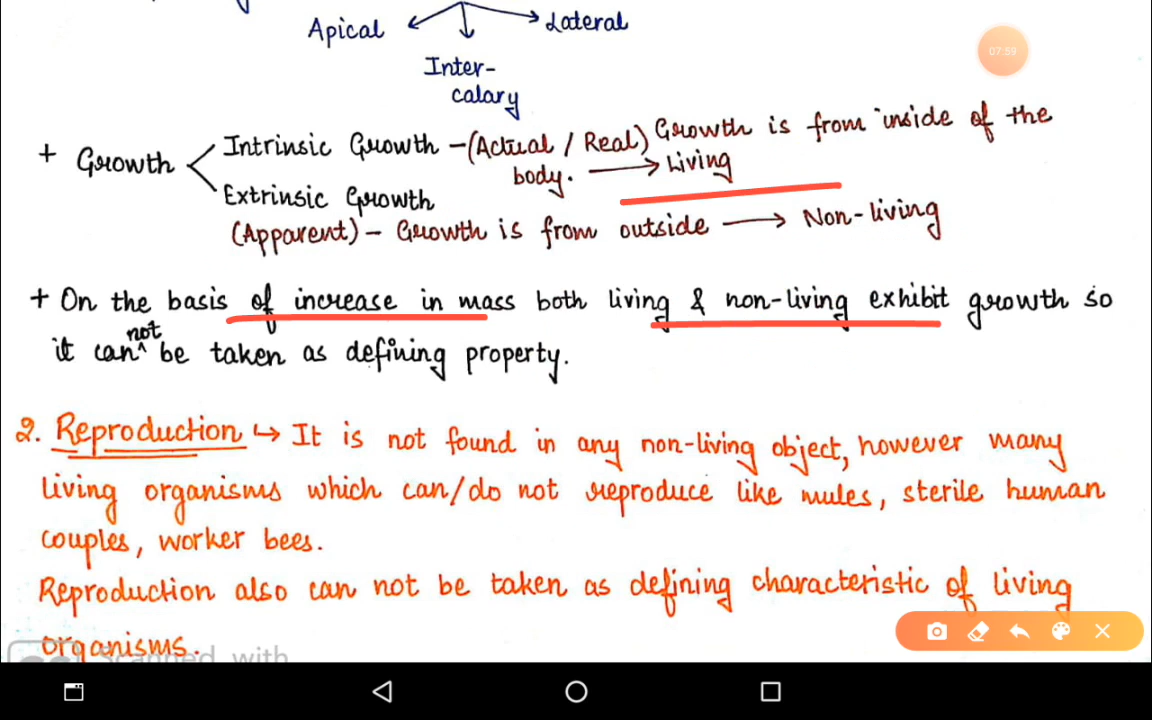 Apical Lateral
Inter-
calary
07:59
+ Growth Intrinsic Growth - (Actual / Real) Growth is from inside of the
body. → Living
Extrinsic Growth
(Apparent) - Growth is from outside → Non-living
+ On the basis of increase in mass both living & non-living exhibit growth so
it can not be taken as defining property.
2. Reproduction ↳ It is not found in any non-living object, however many
living organisms which can/do not reproduce like mules, sterile human
couples, worker bees.
Reproduction also can not be taken as defining characteristic of living
organisms.
Scanned with